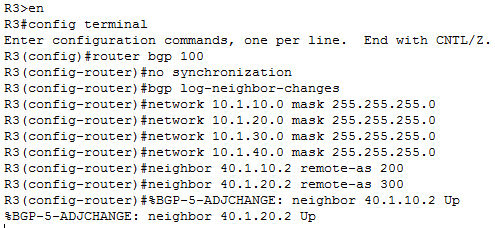 R3>en
R3#config terminal
Enter configuration commands, one per line.  End with CNTL/Z.
R3(config)#router bgp 100
R3(config-router)#no synchronization
R3(config-router)#bgp log-neighbor-changes
R3(config-router)#network 10.1.10.0 mask 255.255.255.0
R3(config-router)#network 10.1.20.0 mask 255.255.255.0
R3(config-router)#network 10.1.30.0 mask 255.255.255.0
R3(config-router)#network 10.1.40.0 mask 255.255.255.0
R3(config-router)#neighbor 40.1.10.2 remote-as 200
R3(config-router)#neighbor 40.1.20.2 remote-as 300
R3(config-router)#%BGP-5-ADJCHANGE: neighbor 40.1.10.2 Up
%BGP-5-ADJCHANGE: neighbor 40.1.20.2 Up